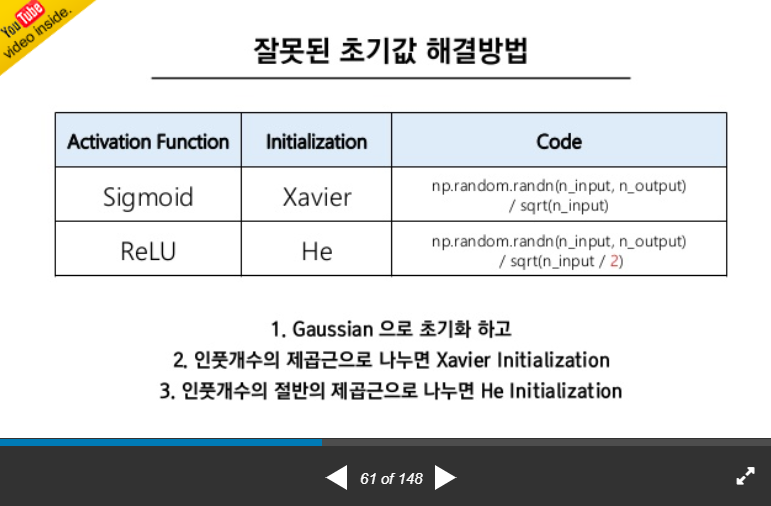 YouTube
video inside.
잘못된 초기값 해결방법
Activation Function Initialization Code
Sigmoid Xavier np.random.randn(n_input, n_output)
/ sqrt(n_input)
ReLU He np.random.randn(n_input, n_output)
/ sqrt(n_input / 2)
1. Gaussian 으로 초기화 하고
2. 인풋개수의 제곱근으로 나누면 Xavier Initialization
3. 인풋개수의 절반의 제곱근으로 나누면 He Initialization
61 of 148